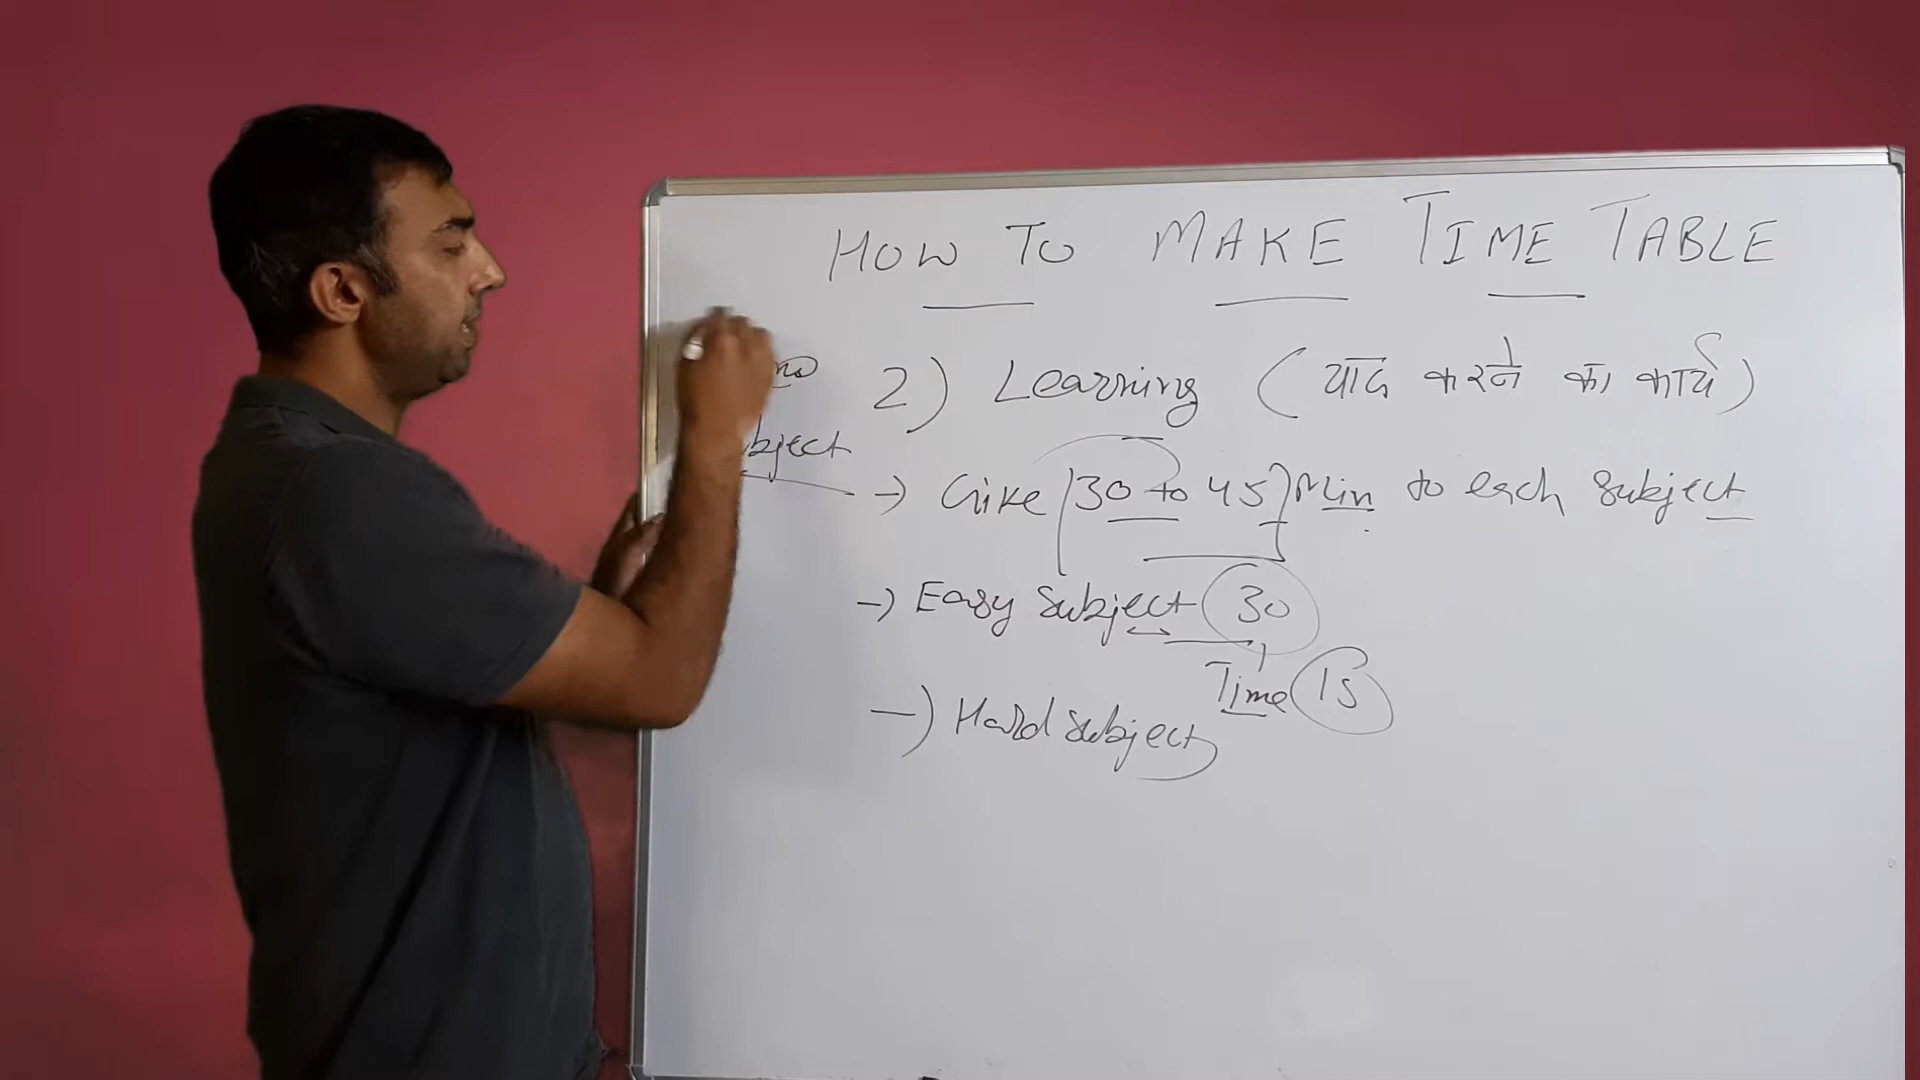 HOW TO MAKE TIME TABLE
2) Learning (याद करने का कार्य)
→ Give [30 to 45] Min to each subject
→ Easy Subject 30
Time 15
→ Hard Subject